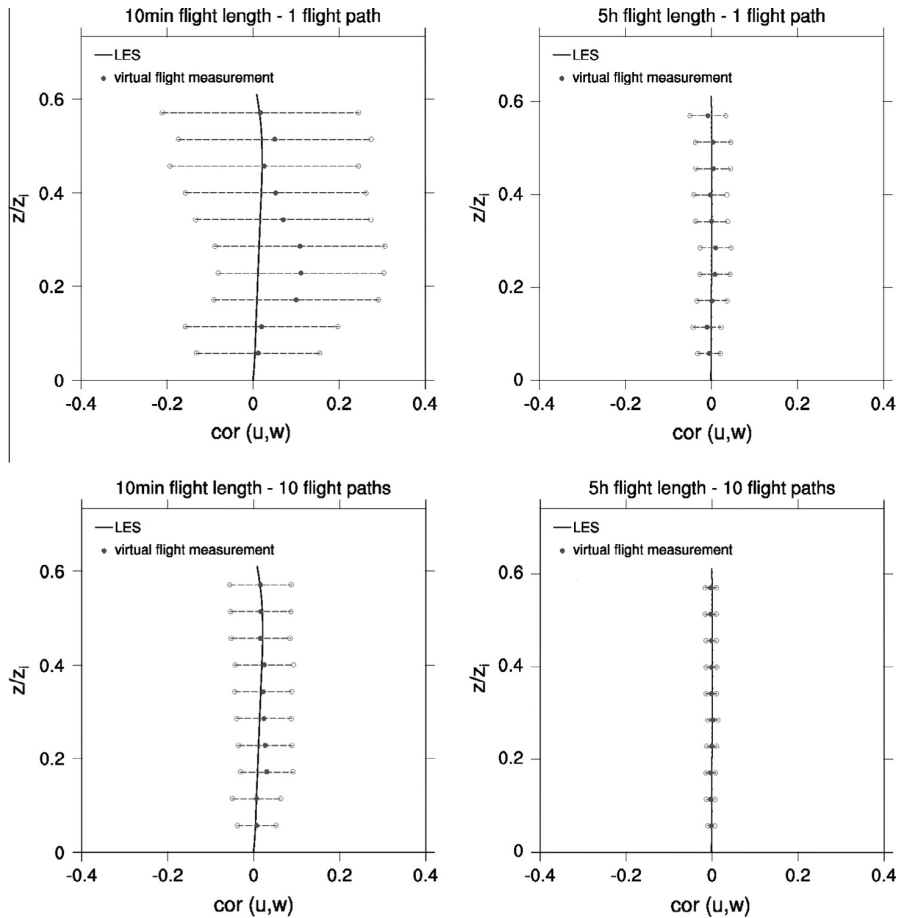 10min flight length - 1 flight path
LES
virtual flight measurement
z/zi
0.6
0.4
0.2
0
-0.4 -0.2 0 0.2 0.4
cor (u,w)
5h flight length - 1 flight path
LES
virtual flight measurement
z/zi
0.6
0.4
0.2
0
-0.4 -0.2 0 0.2 0.4
cor (u,w)
10min flight length - 10 flight paths
LES
virtual flight measurement
z/zi
0.6
0.4
0.2
0
-0.4 -0.2 0 0.2 0.4
cor (u,w)
5h flight length - 10 flight paths
LES
virtual flight measurement
z/zi
0.6
0.4
0.2
0
-0.4 -0.2 0 0.2 0.4
cor (u,w)